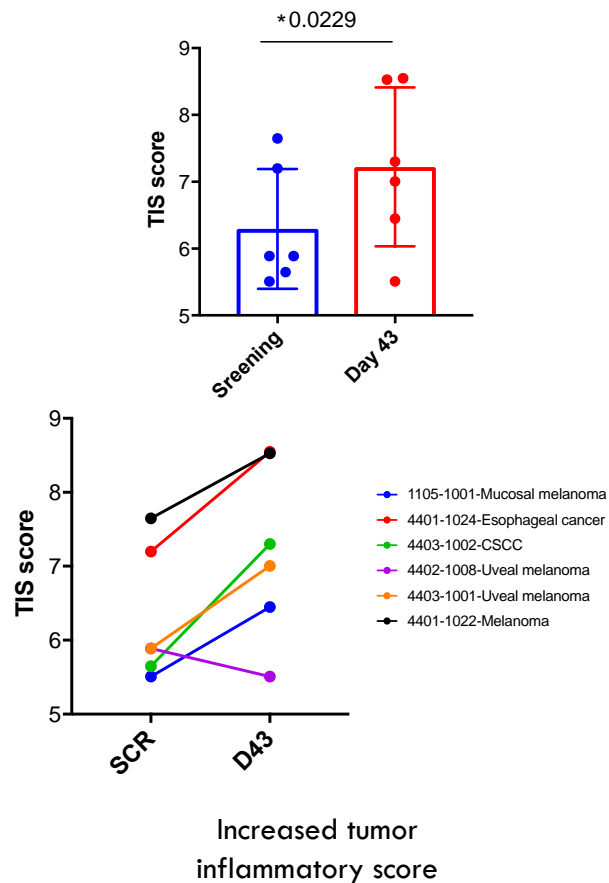 *0.0229
9
8
7
6
5
TIS score
Sreening
Day 43
9
8
7
6
5
TIS score
SCR
D43
1105-1001-Mucosal melanoma
4401-1024-Esophageal cancer
4403-1002-CSCC
4402-1008-Uveal melanoma
4403-1001-Uveal melanoma
4401-1022-Melanoma
Increased tumor
inflammatory score